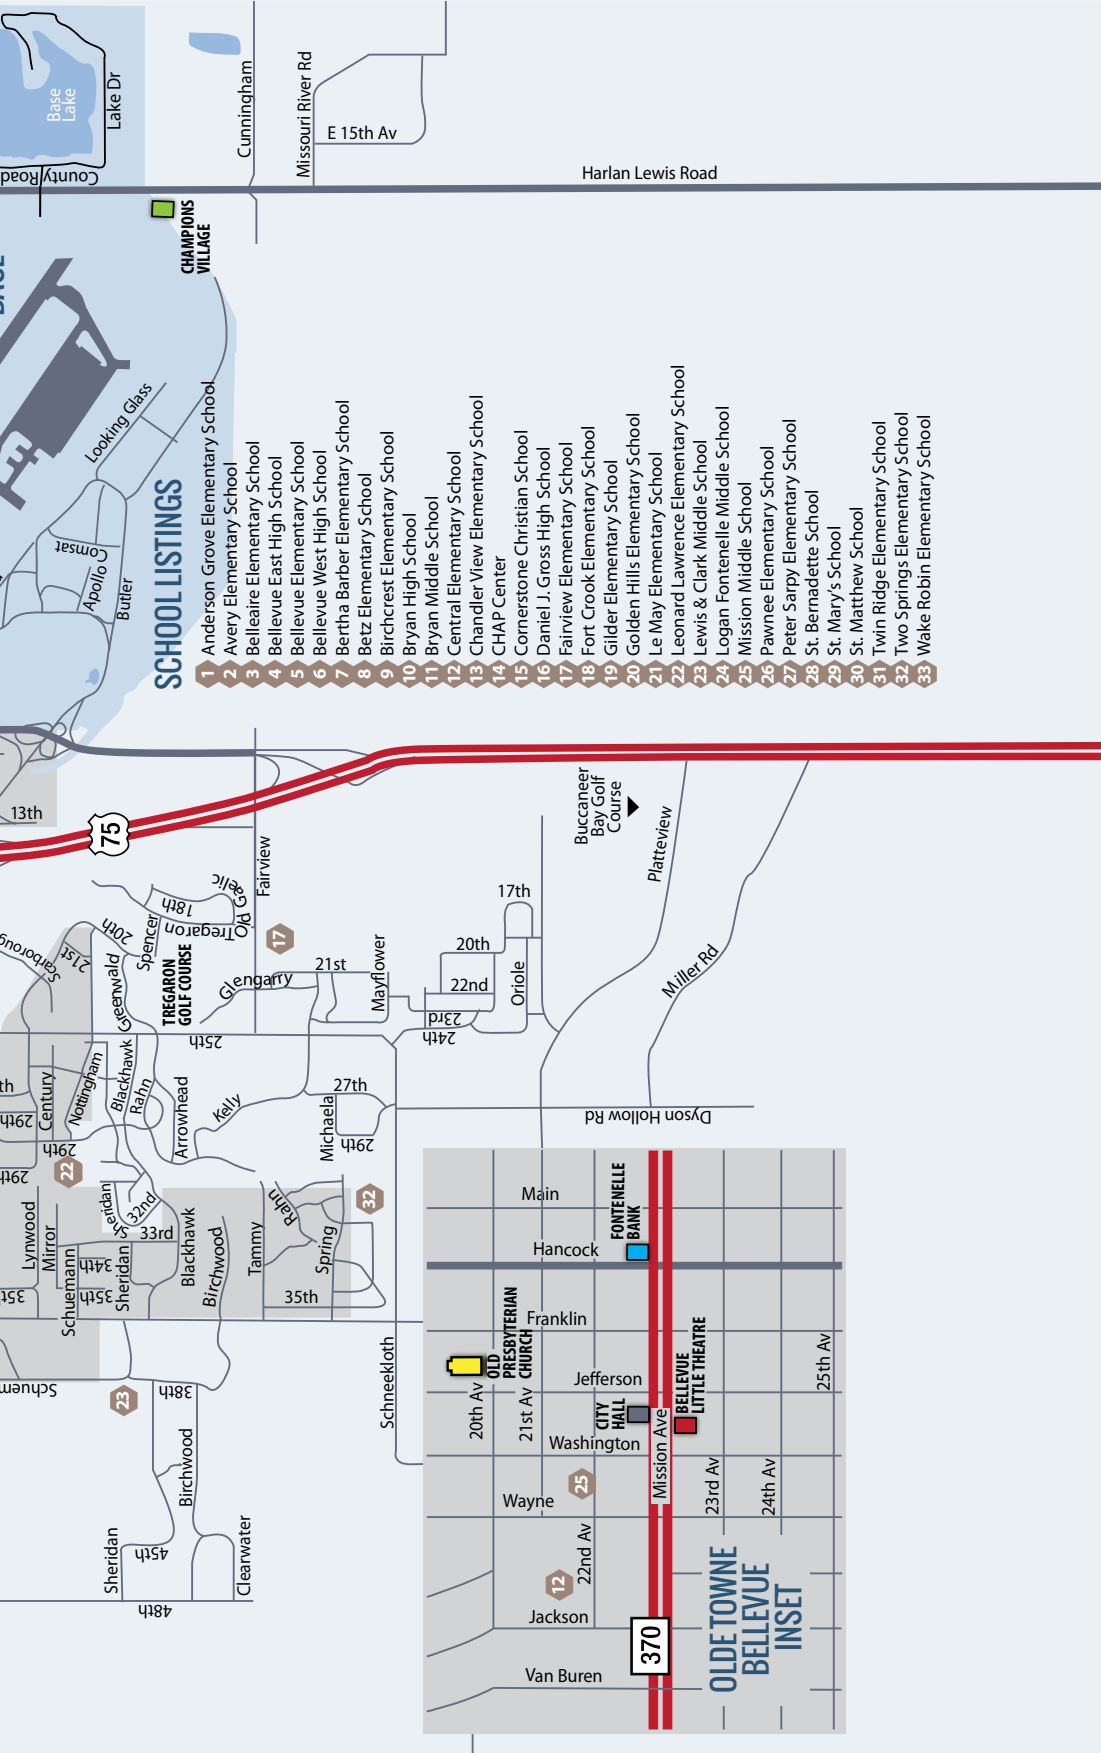 SCHOOL LISTINGS
1 Anderson Grove Elementary School
2 Avery Elementary School
3 Belleaire Elementary School
4 Bellevue East High School
5 Bellevue Elementary School
6 Bellevue West High School
7 Bertha Barber Elementary School
8 Betz Elementary School
9 Birchcrest Elementary School
10 Bryan High School
11 Bryan Middle School
12 Central Elementary School
13 Chandler View Elementary School
14 CHAP Center
15 Cornerstone Christian School
16 Daniel J. Gross High School
17 Fairview Elementary School
18 Fort Crook Elementary School
19 Gilder Elementary School
20 Golden Hills Elementary School
21 Le May Elementary School
22 Leonard Lawrence Elementary School
23 Lewis & Clark Middle School
24 Logan Fontenelle Middle School
25 Mission Middle School
26 Pawnee Elementary School
27 Peter Sarpy Elementary School
28 St. Bernadette School
29 St. Mary's School
30 St. Matthew School
31 Twin Ridge Elementary School
32 Two Springs Elementary School
33 Wake Robin Elementary School
Base
Lake
Lake Dr
County Road
CHAMPIONS
VILLAGE
Cunningham
Missouri River Rd
E 15th Av
Harlan Lewis Road
Looking Glass
Comsat
Apollo
Butler
13th
75
Fairview
Old Gaelic
18th
Tregaron
Spencer
20th
21st
Greenwald
TREGARON
GOLF COURSE
17
Glengarry
21st
Mayflower
20th
22nd
23rd
24th
17th
Oriole
Buccaneer
Bay Golf
Course
Platteview
Miller Rd
25th
Century
Nottingham
Blackhawk
Rahn
Arrowhead
Kelly
27th
Michaela
29th
Dyson Hollow Rd
29th
29th
29th
22
Lynwood
Mirror
Schuemann
Sheridan
32nd
33rd
34th
35th
35th
Sheridan
Blackhawk
Birchwood
Tammy
Rahn
Spring
32
35th
Schneekloth
23
38th
Birchwood
Sheridan
45th
Clearwater
48th
OLDE TOWNE
BELLEVUE
INSET
Main
Hancock
FONTENELLE
BANK
Franklin
OLD
PRESBYTERIAN
CHURCH
Jefferson
CITY
HALL
BELLEVUE
LITTLE THEATRE
Washington
Wayne
25
12
Jackson
Van Buren
20th Av
21st Av
22nd Av
Mission Ave
23rd Av
24th Av
25th Av
370